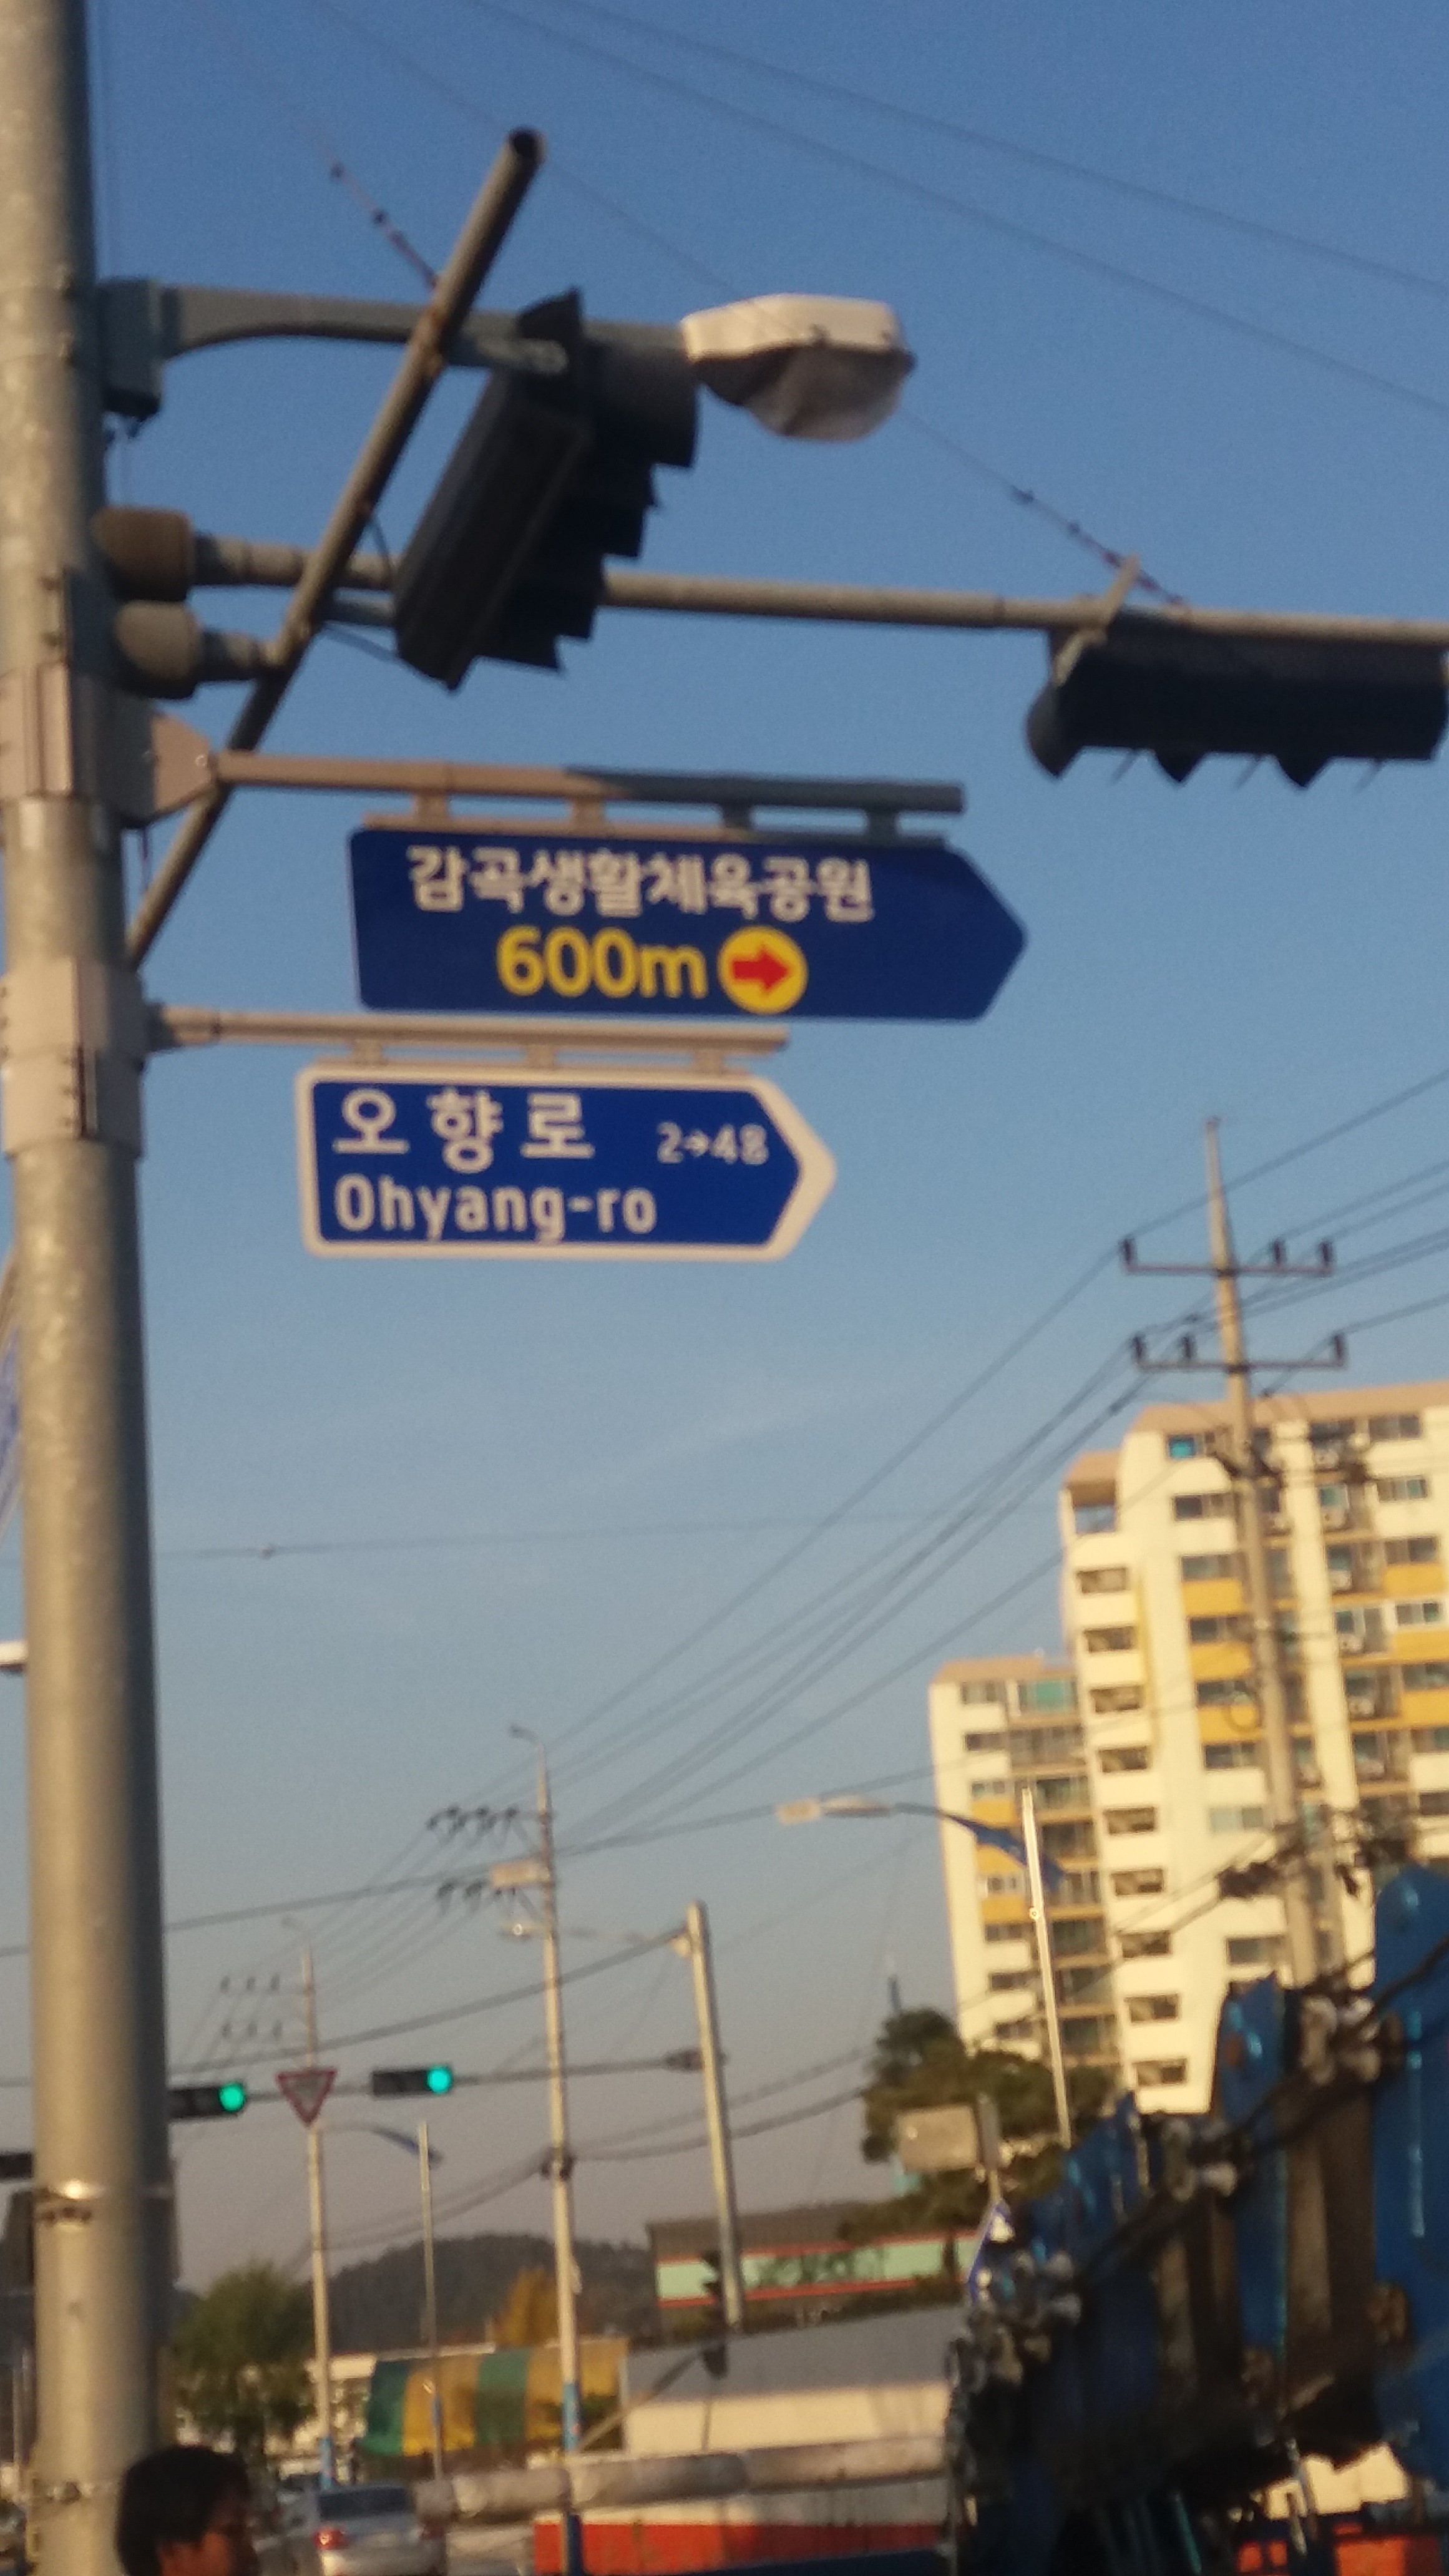 감곡생활체육공원
600m
오향로 2→48
Ohyang-ro